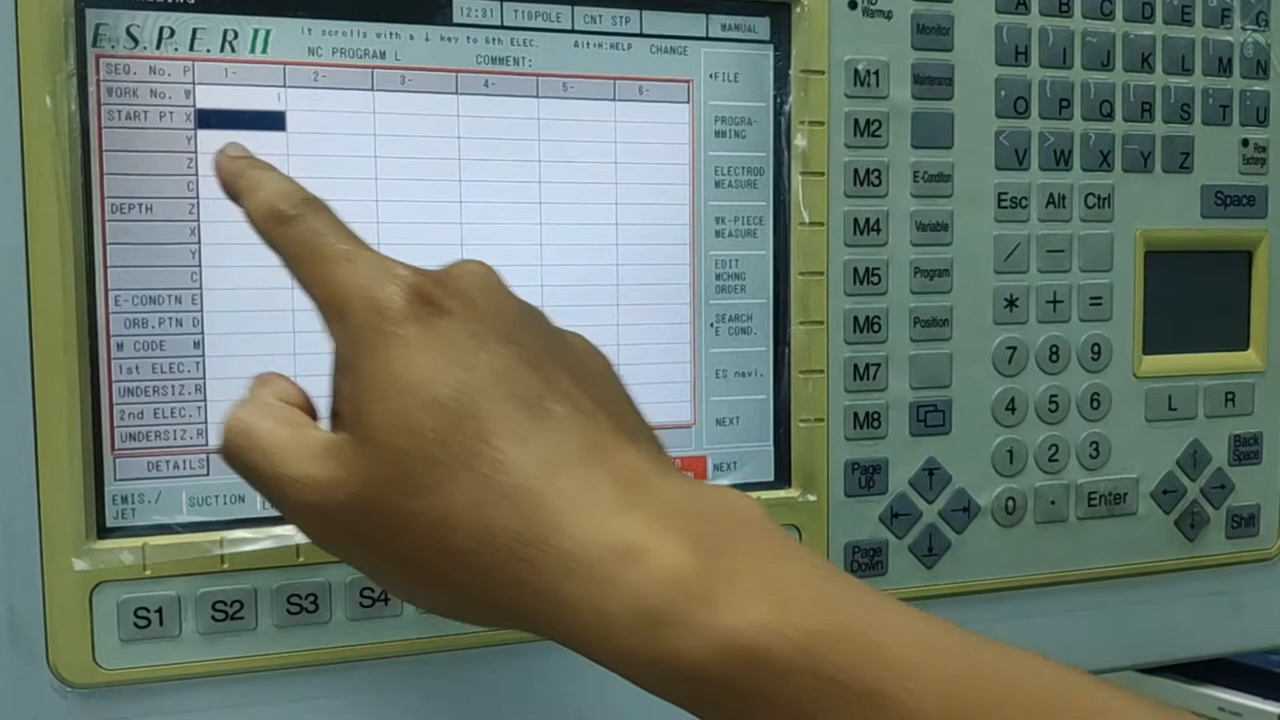 12:31 T10POLE CNT STP MANUAL
E.S.P.E.R II It scrolls with a ↓ key to 6th ELEC. Alt+H:HELP CHANGE
NC PROGRAM L COMMENT:
SEQ. No. P 1- 2- 3- 4- 5- 6-
WORK No. W 1
START PT X
Y
Z
C
DEPTH Z
X
Y
C
E-CONDTN E
ORB.PTN D
M CODE M
1st ELEC.T
UNDERSIZ.R
2nd ELEC.T
UNDERSIZ.R
DETAILS
EMIS./
JET
SUCTION
FILE
PROGRA-
MMING
ELECTROD
MEASURE
WK-PIECE
MEASURE
EDIT
MCHNG
ORDER
SEARCH
E COND.
ES navi.
NEXT
NEXT
S1 S2 S3 S4
M1
M2
M3
M4
M5
M6
M7
M8
Page
Up
Page
Down
Warmup
Monitor
Maintenance
E-Condition
Variable
Program
Position
A B C D E F G
H I J K L M N
O P Q R S T U
V W X Y Z
Esc Alt Ctrl Space
/ −
* + =
7 8 9
4 5 6
1 2 3
0 . Enter
L R
Back
Space
Shift